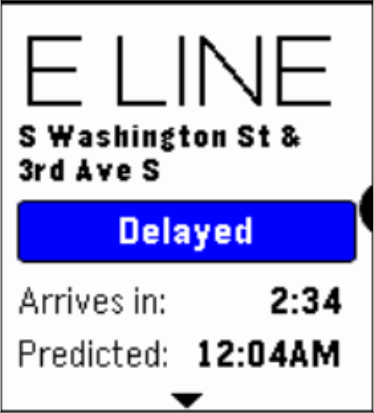 E LINE
S Washington St &
3rd Ave S
Delayed
Arrives in: 2:34
Predicted: 12:04AM